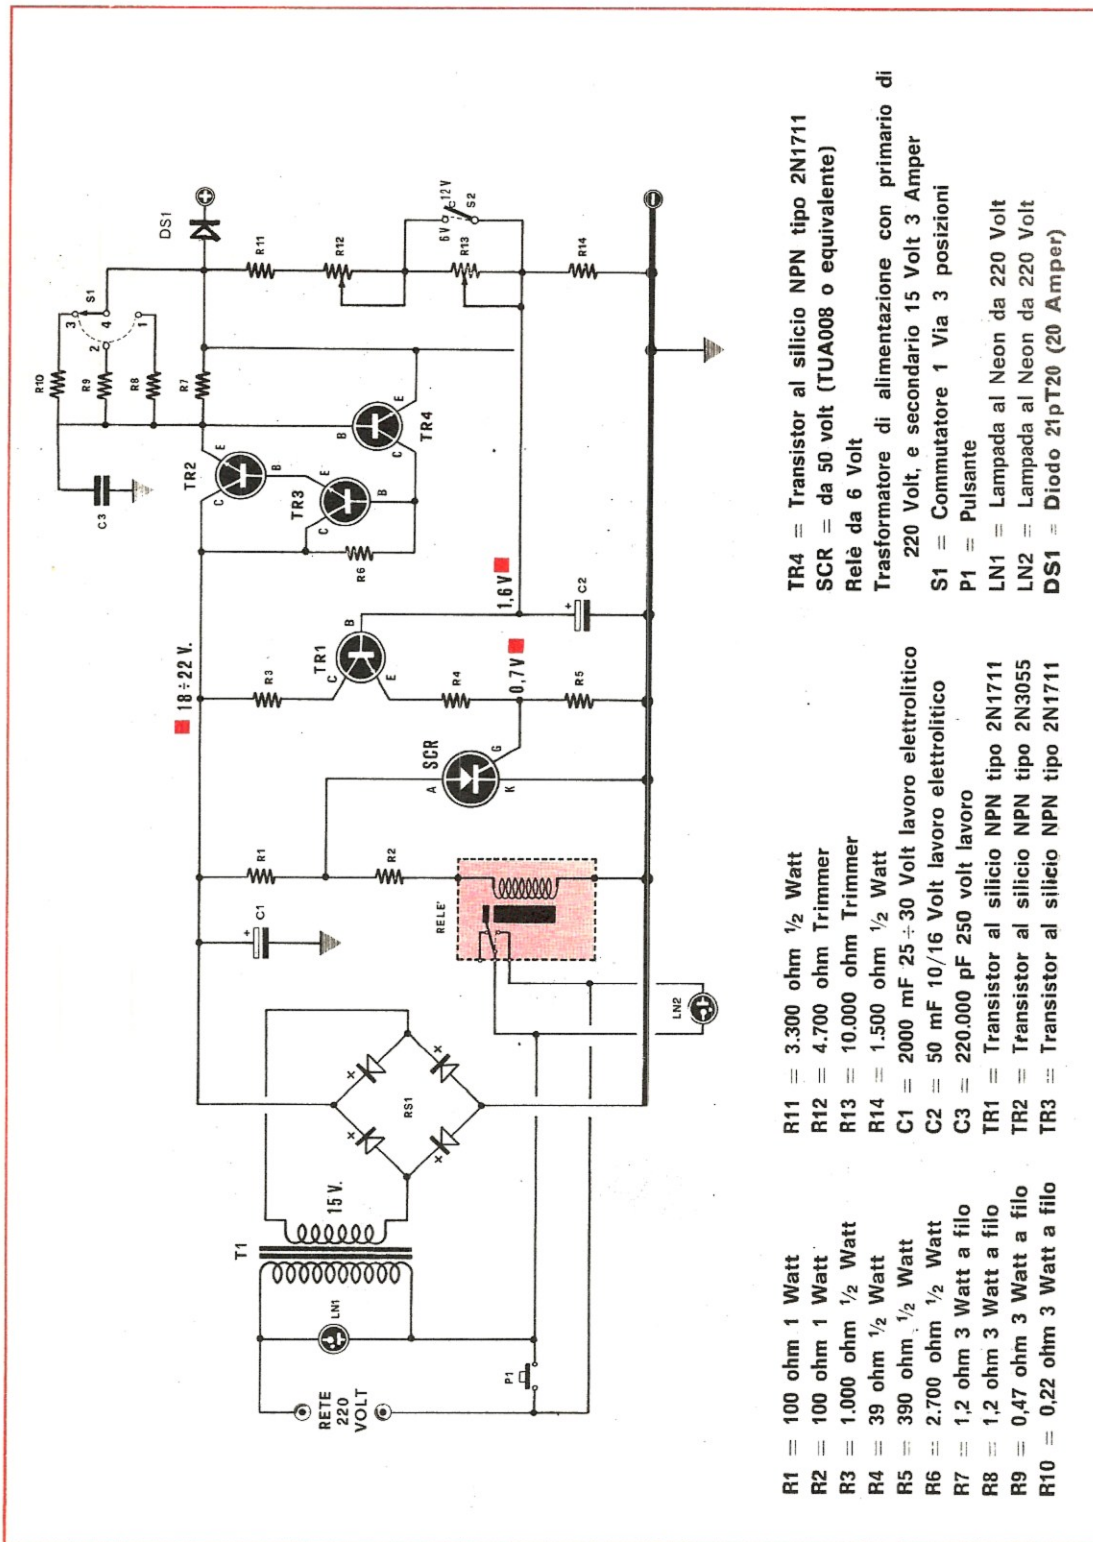 T1
15 V.
RETE
220
VOLT
LN1
P1
RS1
C1
R1
R2
RELE'
LN2
18÷22 V.
R3
TR1
C
B
E
R4
0,7 V
R5
SCR
A
G
K
1,6 V
C2
R6
TR3
C
E
B
TR2
C
E
B
TR4
B
E
C
C3
R10
R9
R8
R7
S1
3
2
4
1
DS1
R11
R12
R13
6 V
12 V
S2
R14
R1 = 100 ohm 1 Watt
R2 = 100 ohm 1 Watt
R3 = 1.000 ohm ½ Watt
R4 = 39 ohm ½ Watt
R5 = 390 ohm ½ Watt
R6 = 2.700 ohm ½ Watt
R7 = 1,2 ohm 3 Watt a filo
R8 = 1,2 ohm 3 Watt a filo
R9 = 0,47 ohm 3 Watt a filo
R10 = 0,22 ohm 3 Watt a filo
R11 = 3.300 ohm ½ Watt
R12 = 4.700 ohm Trimmer
R13 = 10.000 ohm Trimmer
R14 = 1.500 ohm ½ Watt
C1 = 2000 mF 25÷30 Volt lavoro elettrolitico
C2 = 50 mF 10/16 Volt lavoro elettrolitico
C3 = 220.000 pF 250 volt lavoro
TR1 = Transistor al silicio NPN tipo 2N1711
TR2 = Transistor al silicio NPN tipo 2N3055
TR3 = Transistor al silicio NPN tipo 2N1711
TR4 = Transistor al silicio NPN tipo 2N1711
SCR = da 50 volt (TUA008 o equivalente)
Relè da 6 Volt
Trasformatore di alimentazione con primario di
220 Volt, e secondario 15 Volt 3 Amper
S1 = Commutatore 1 Via 3 posizioni
P1 = Pulsante
LN1 = Lampada al Neon da 220 Volt
LN2 = Lampada al Neon da 220 Volt
DS1 = Diodo 21pT20 (20 Amper)